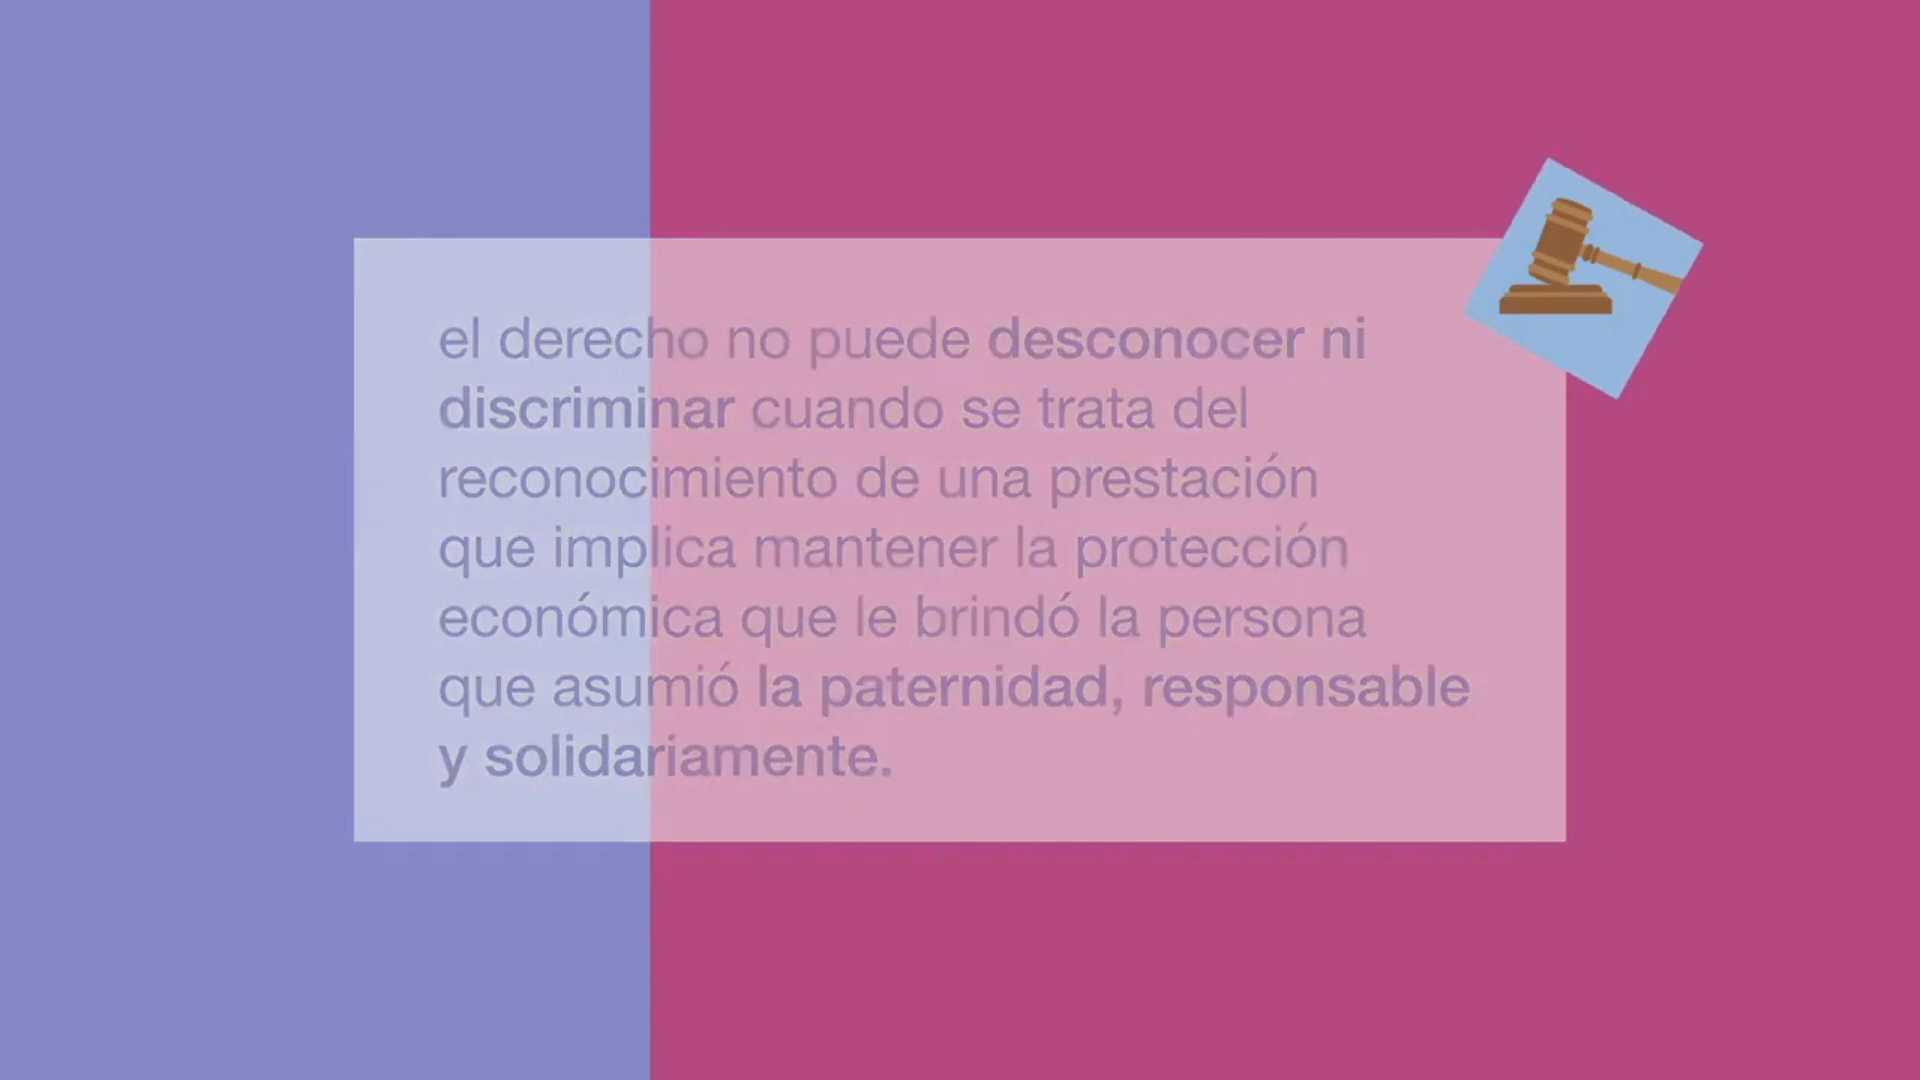 el derecho no puede desconocer ni
discriminar cuando se trata del
reconocimiento de una prestación
que implica mantener la protección
económica que le brindó la persona
que asumió la paternidad, responsable
y solidariamente.